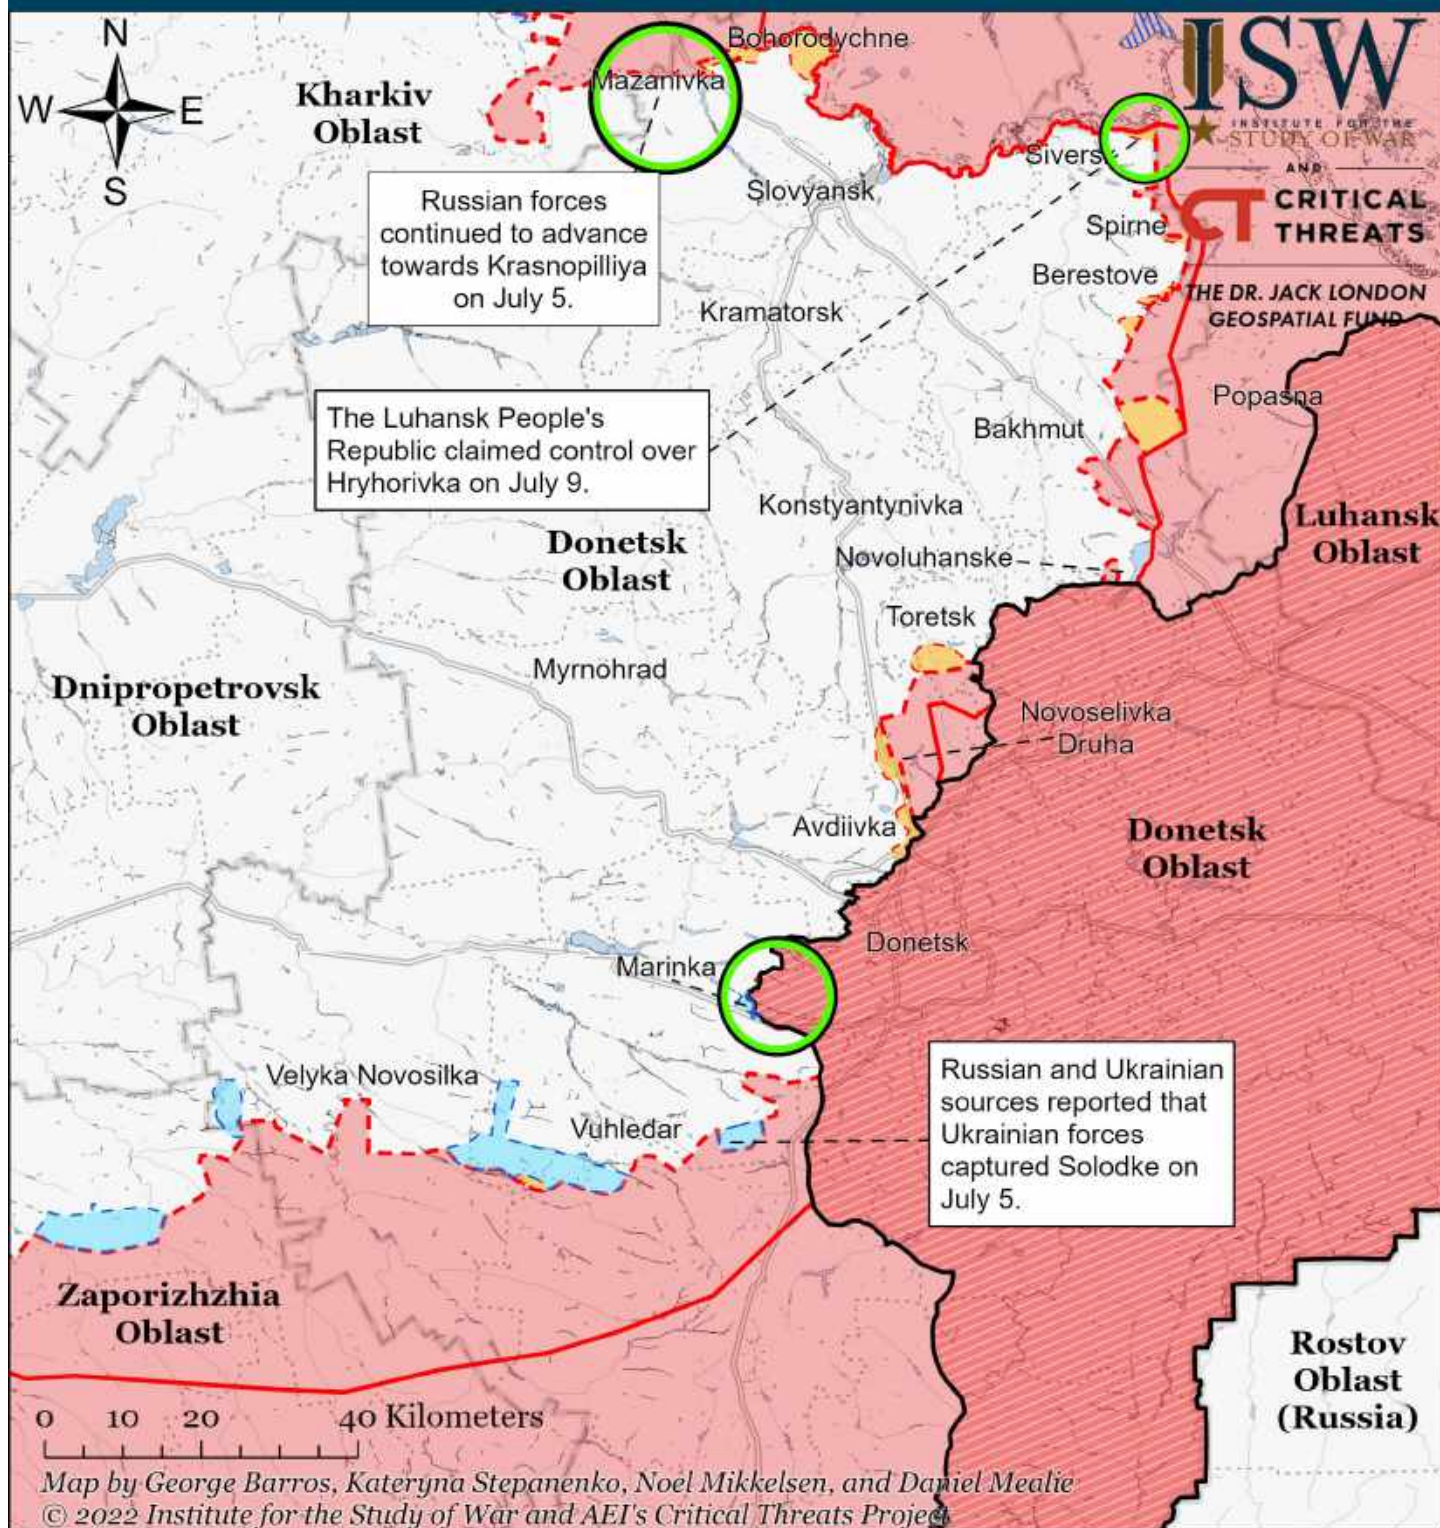 N
W
E
S
Kharkiv
Oblast
Mazanivka
Bohorodychne
ISW
INSTITUTE FOR THE
STUDY OF WAR
AND
CT CRITICAL
THREATS
THE DR. JACK LONDON
GEOSPATIAL FUND
Siversk
Slovyansk
Russian forces
continued to advance
towards Krasnopilliya
on July 5.
Spirne
Berestove
Kramatorsk
Popasna
The Luhansk People's
Republic claimed control over
Hryhorivka on July 9.
Bakhmut
Konstyantynivka
Luhansk
Oblast
Donetsk
Oblast
Novoluhanske
Toretsk
Myrnohrad
Dnipropetrovsk
Oblast
Novoselivka
Druha
Avdiivka
Donetsk
Oblast
Donetsk
Marinka
Velyka Novosilka
Vuhledar
Russian and Ukrainian
sources reported that
Ukrainian forces
captured Solodke on
July 5.
Zaporizhzhia
Oblast
Rostov
Oblast
(Russia)
0 10 20 40 Kilometers
Map by George Barros, Kateryna Stepanenko, Noel Mikkelsen, and Daniel Mealie
© 2022 Institute for the Study of War and AEI's Critical Threats Project